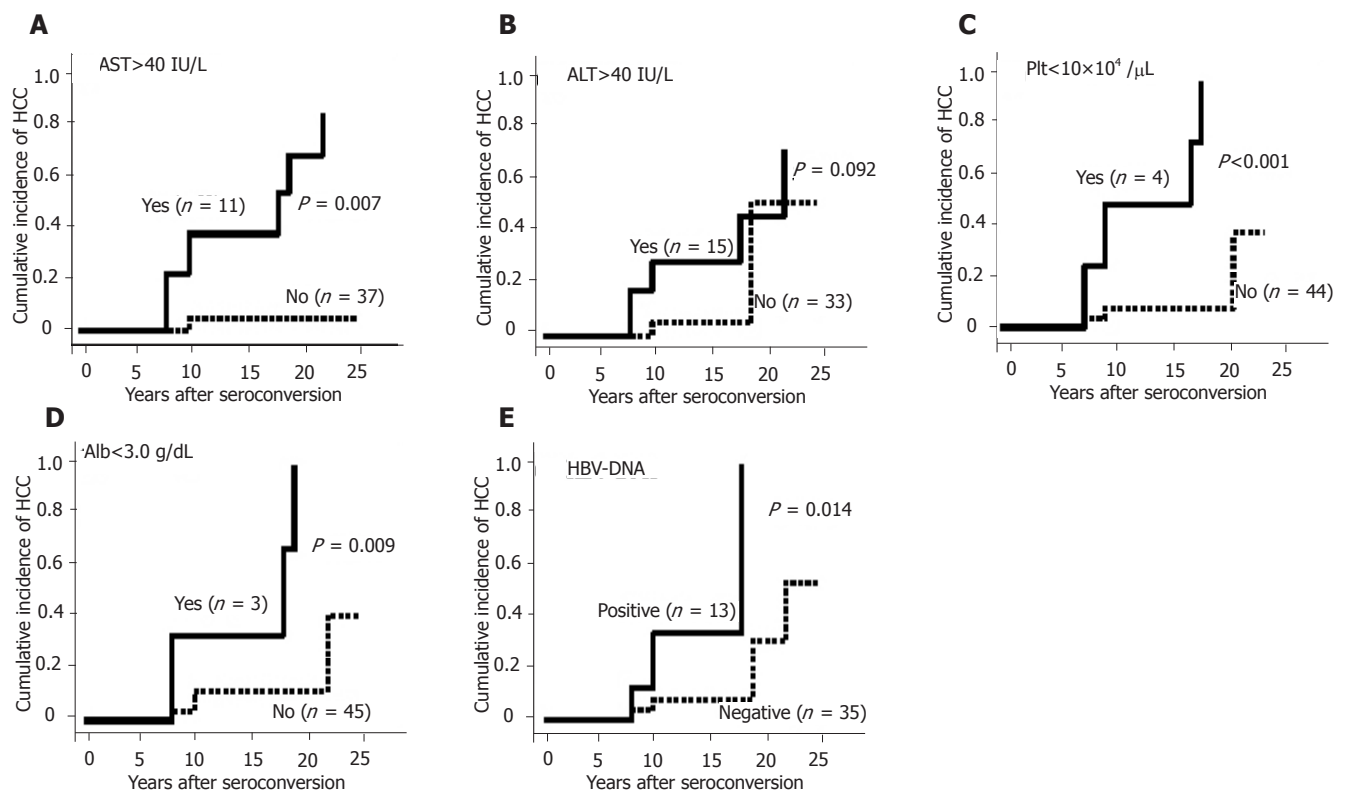 A
AST>40 IU/L
Cumulative incidence of HCC
1.0
0.8
0.6
0.4
0.2
0
Yes (n = 11)
P = 0.007
No (n = 37)
0 5 10 15 20 25
Years after seroconversion
B
ALT>40 IU/L
Cumulative incidence of HCC
1.0
0.8
0.6
0.4
0.2
0
P = 0.092
Yes (n = 15)
No (n = 33)
0 5 10 15 20 25
Years after seroconversion
C
Plt<10×10⁴ /μL
Cumulative incidence of HCC
1.0
0.8
0.6
0.4
0.2
0
P<0.001
Yes (n = 4)
No (n = 44)
0 5 10 15 20 25
Years after seroconversion
D
Alb<3.0 g/dL
Cumulative incidence of HCC
1.0
0.8
0.6
0.4
0.2
0
P = 0.009
Yes (n = 3)
No (n = 45)
0 5 10 15 20 25
Years after seroconversion
E
HBV-DNA
Cumulative incidence of HCC
1.0
0.8
0.6
0.4
0.2
0
P = 0.014
Positive (n = 13)
Negative (n = 35)
0 5 10 15 20 25
Years after seroconversion